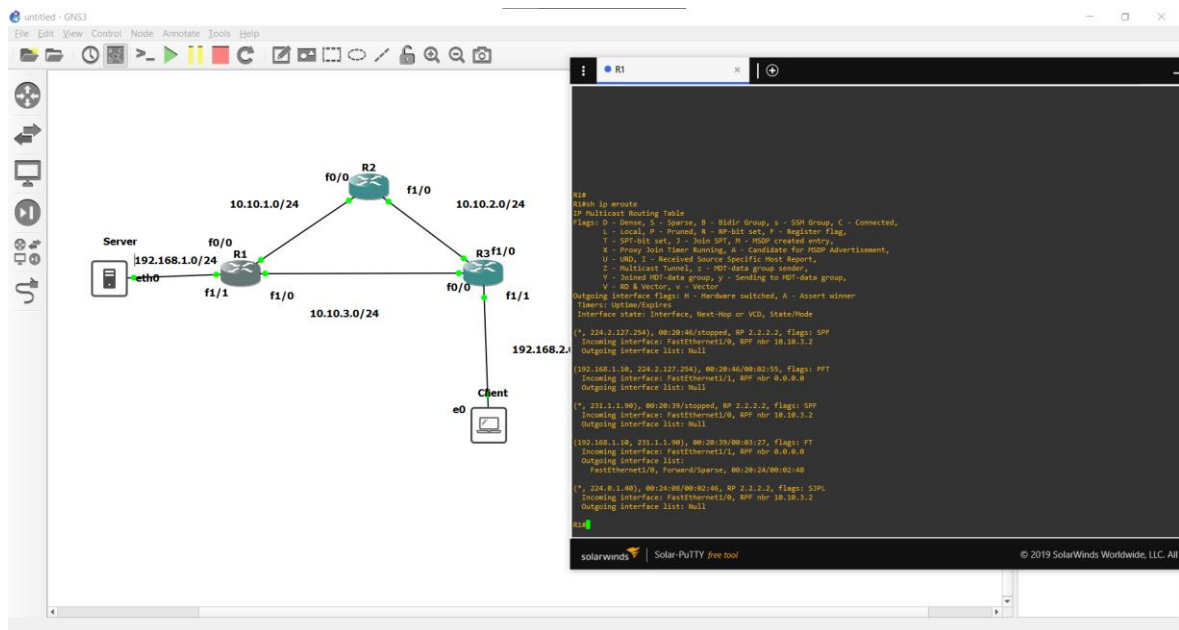 untitled - GNS3
File Edit View Control Node Annotate Tools Help
R2
f0/0
f1/0
10.10.1.0/24
10.10.2.0/24
Server
f0/0
R1
R3
f1/0
192.168.1.0/24
eth0
f0/0
f1/1
f1/0
f1/1
10.10.3.0/24
192.168.2.
Client
e0
R1
R1#
R1#sh ip mroute
IP Multicast Routing Table
Flags: D - Dense, S - Sparse, B - Bidir Group, s - SSM Group, C - Connected,
L - Local, P - Pruned, R - RP-bit set, F - Register flag,
T - SPT-bit set, J - Join SPT, M - MSDP created entry,
X - Proxy Join Timer Running, A - Candidate for MSDP Advertisement,
U - URD, I - Received Source Specific Host Report,
Z - Multicast Tunnel, z - MDT-data group sender,
Y - Joined MDT-data group, y - Sending to MDT-data group,
V - RD & Vector, v - Vector
Outgoing interface flags: H - Hardware switched, A - Assert winner
Timers: Uptime/Expires
Interface state: Interface, Next-Hop or VCD, State/Mode
(*, 224.2.127.254), 00:20:46/stopped, RP 2.2.2.2, flags: SPF
Incoming interface: FastEthernet1/0, RPF nbr 10.10.3.2
Outgoing interface list: Null
(192.168.1.10, 224.2.127.254), 00:20:46/00:02:55, flags: PFT
Incoming interface: FastEthernet1/1, RPF nbr 0.0.0.0
Outgoing interface list: Null
(*, 231.1.1.90), 00:20:39/stopped, RP 2.2.2.2, flags: SPF
Incoming interface: FastEthernet1/0, RPF nbr 10.10.3.2
Outgoing interface list: Null
(192.168.1.10, 231.1.1.90), 00:20:39/00:03:27, flags: FT
Incoming interface: FastEthernet1/1, RPF nbr 0.0.0.0
Outgoing interface list:
FastEthernet1/0, Forward/Sparse, 00:20:24/00:02:48
(*, 224.0.1.40), 00:24:08/00:02:46, RP 2.2.2.2, flags: SJPL
Incoming interface: FastEthernet1/0, RPF nbr 10.10.3.2
Outgoing interface list: Null
R1#
solarwinds | Solar-PuTTY free tool
© 2019 SolarWinds Worldwide, LLC. All